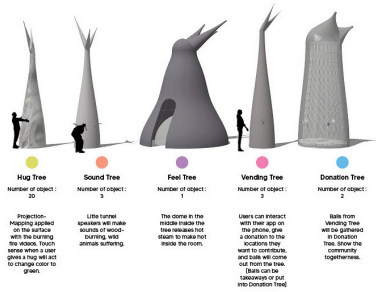 Hug Tree
Number of object :
20
Projection-
Mapping applied
on the surface
with the burning
fire videos. Touch
sense when a user
gives a hug will act
to change color to
green.
Sound Tree
Number of object :
3
Litte tunnel
speakers will make
sounds of wood-
burning, wild
animals suffering.
Feel Tree
Number of object :
1
The dome in the
middle inside the
tree releases hot
steam to make hot
inside the room.
Vending Tree
Number of object :
3
Users can interact
with their app on
the phone, give
a donation to the
locations they
want to contribute,
and balls will come
out from the tree.
(Balls can be
takeaways or put
into Donation Tree)
Donation Tree
Number of object :
2
Balls from
Vending Tree
will be gathered
in Donation
Tree. Show the
community
togetherness.